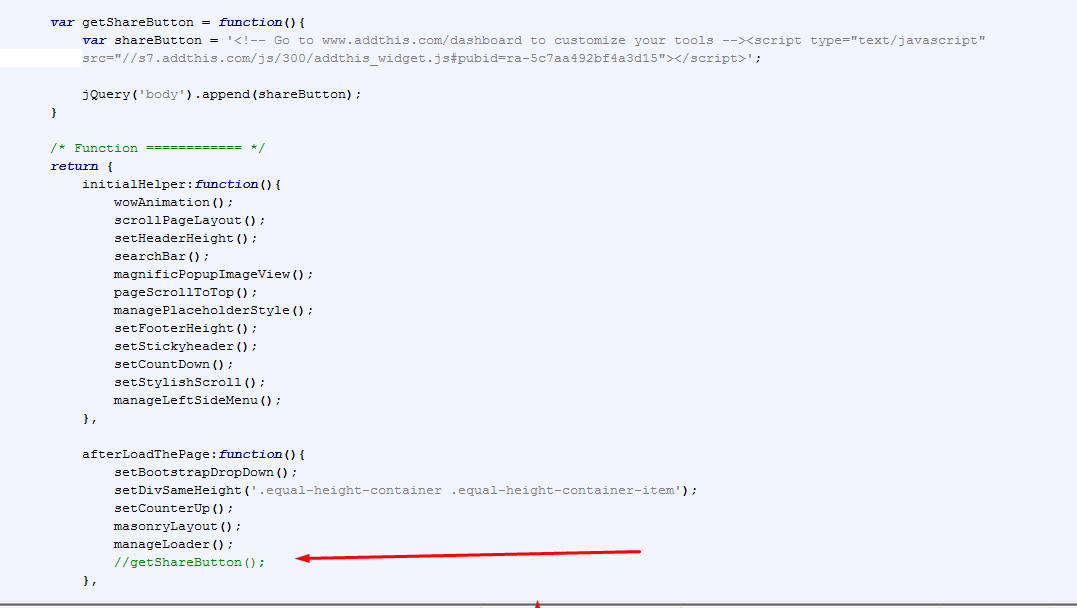 var getShareButton = function(){
var shareButton = '<!-- Go to www.addthis.com/dashboard to customize your tools --><script type="text/javascript"
src="//s7.addthis.com/js/300/addthis_widget.js#pubid=ra-5c7aa492bf4a3d15"></script>';
jQuery('body').append(shareButton);
}
/* Function ============ */
return {
initialHelper:function(){
wowAnimation();
scrollPageLayout();
setHeaderHeight();
searchBar();
magnificPopupImageView();
pageScrollToTop();
managePlaceholderStyle();
setFooterHeight();
setStickyheader();
setCountDown();
setStylishScroll();
manageLeftSideMenu();
},
afterLoadThePage:function(){
setBootstrapDropDown();
setDivSameHeight('.equal-height-container .equal-height-container-item');
setCounterUp();
masonryLayout();
manageLoader();
//getShareButton();
},